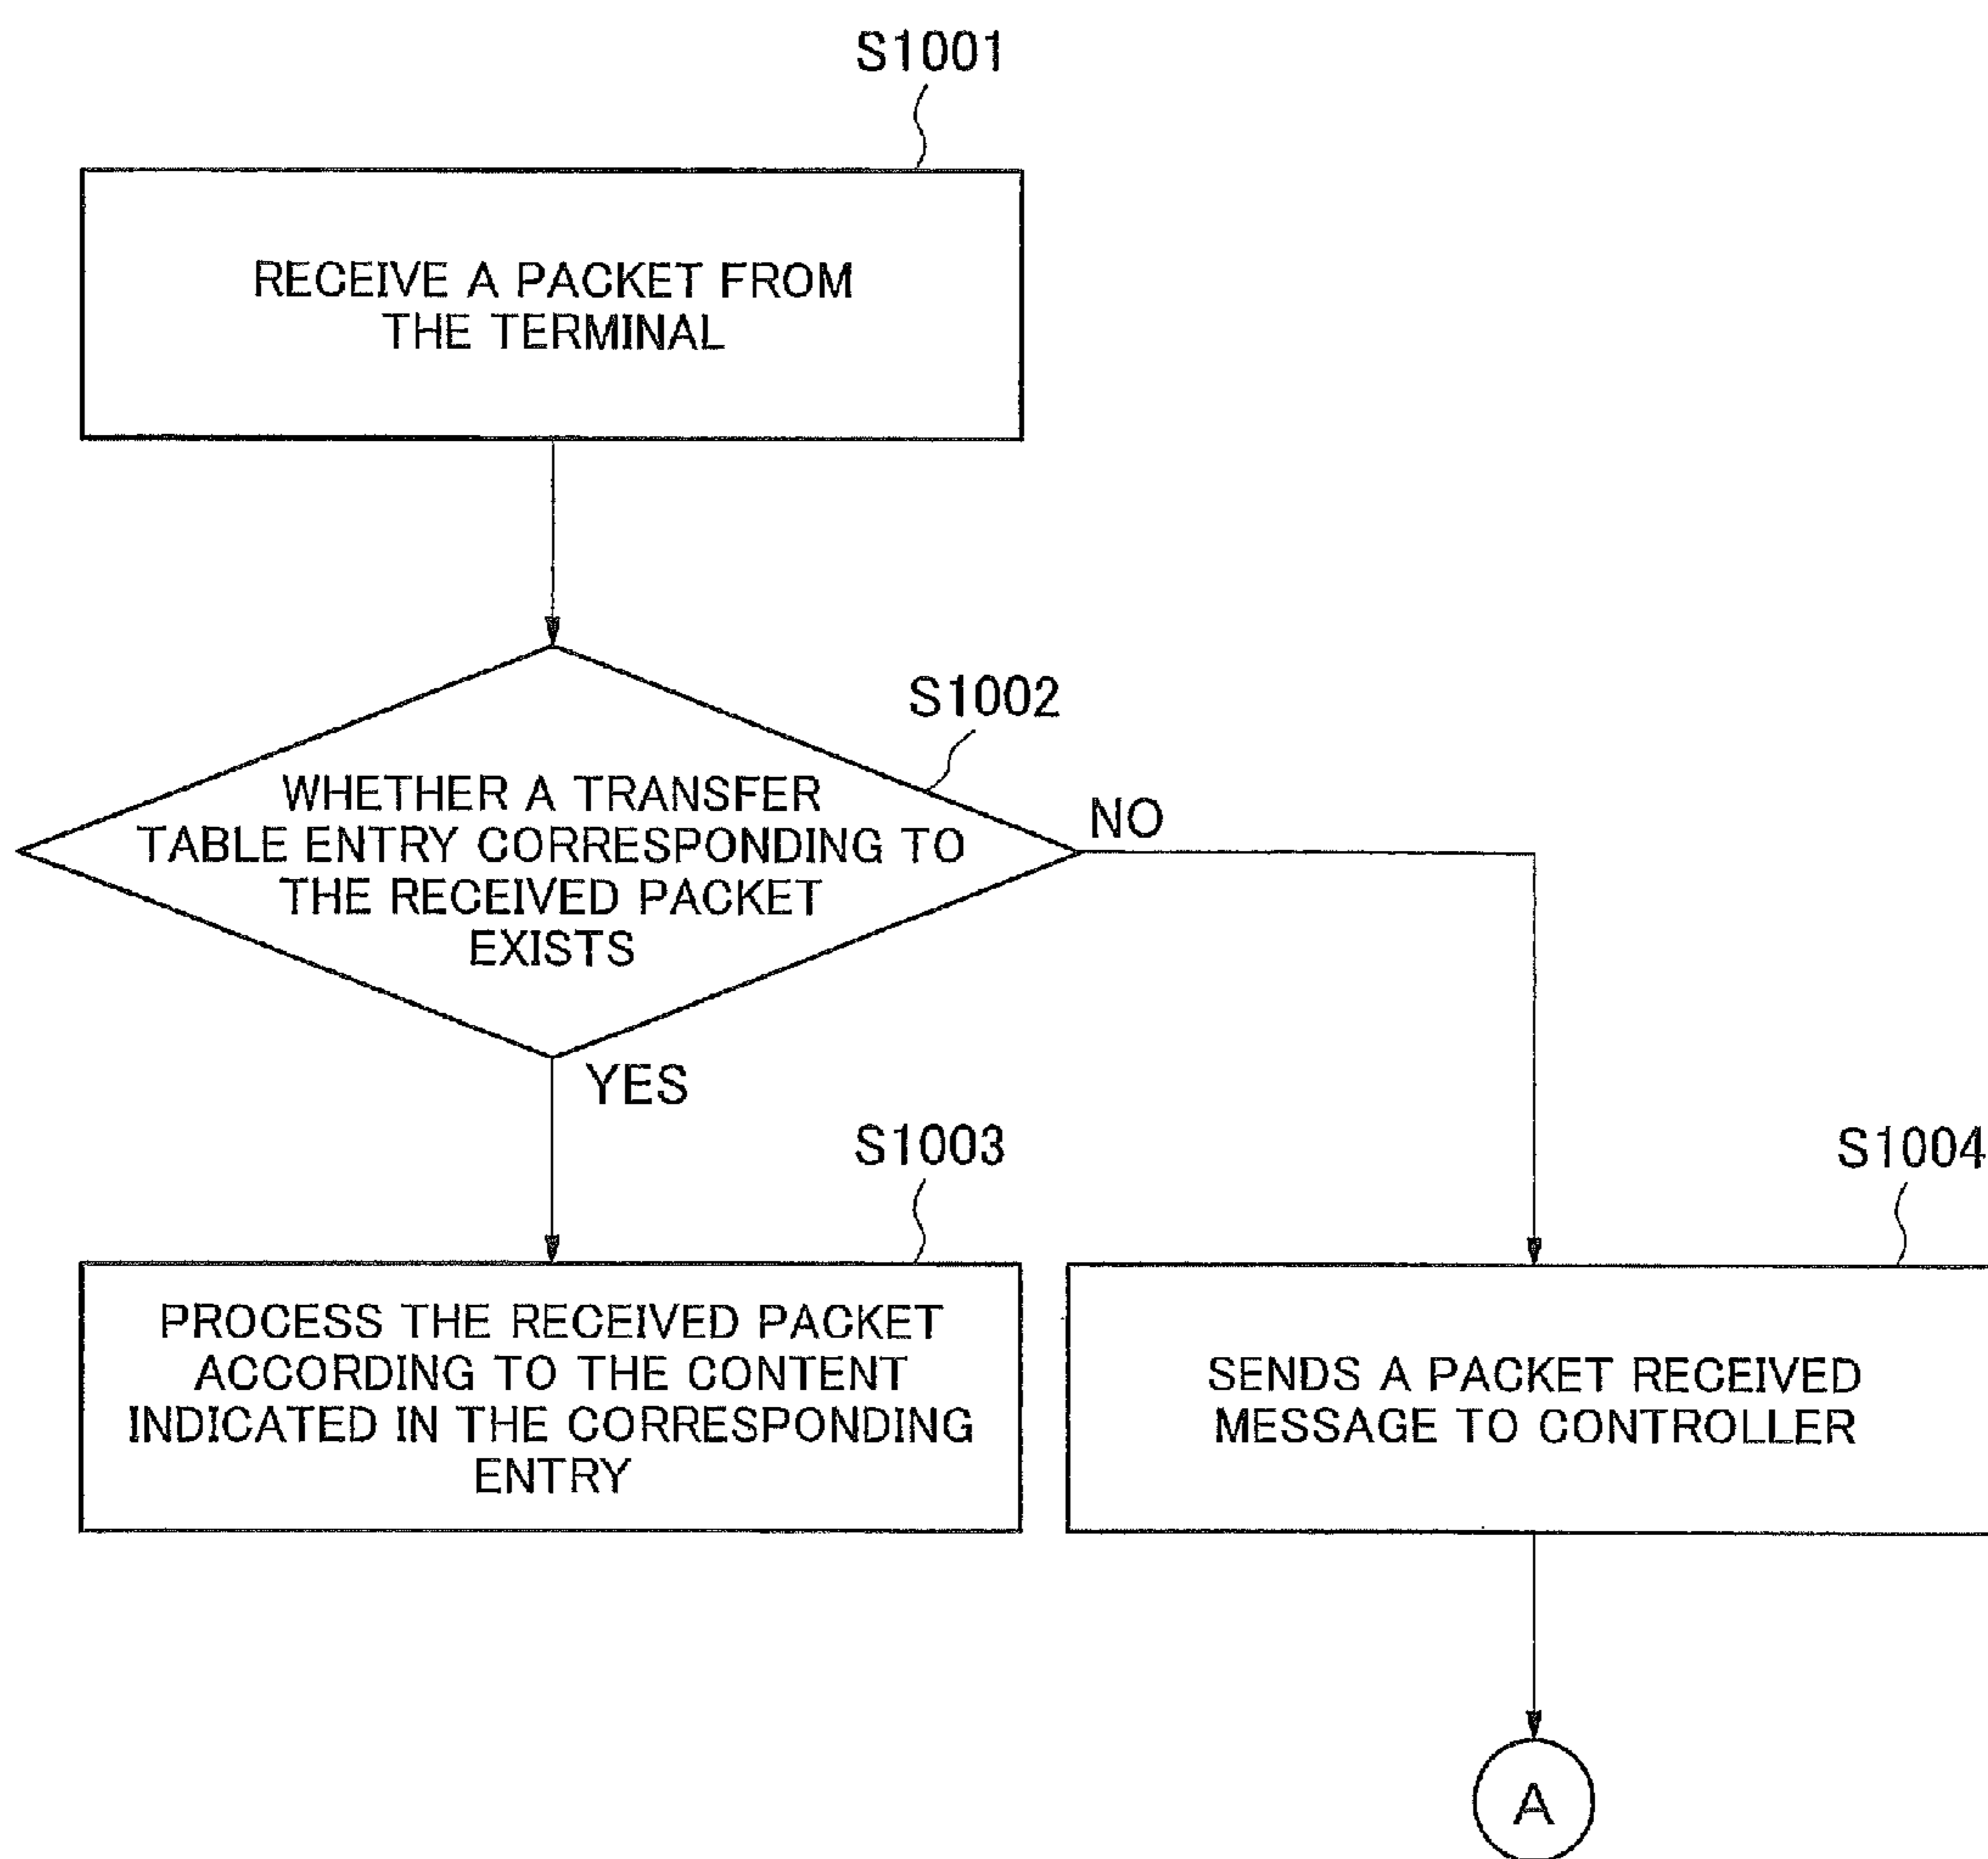 S1001
RECEIVE A PACKET FROM
THE TERMINAL
S1002
WHETHER A TRANSFER
TABLE ENTRY CORRESPONDING TO
THE RECEIVED PACKET
EXISTS
NO
YES
S1003
PROCESS THE RECEIVED PACKET
ACCORDING TO THE CONTENT
INDICATED IN THE CORRESPONDING
ENTRY
S1004
SENDS A PACKET RECEIVED
MESSAGE TO CONTROLLER
A